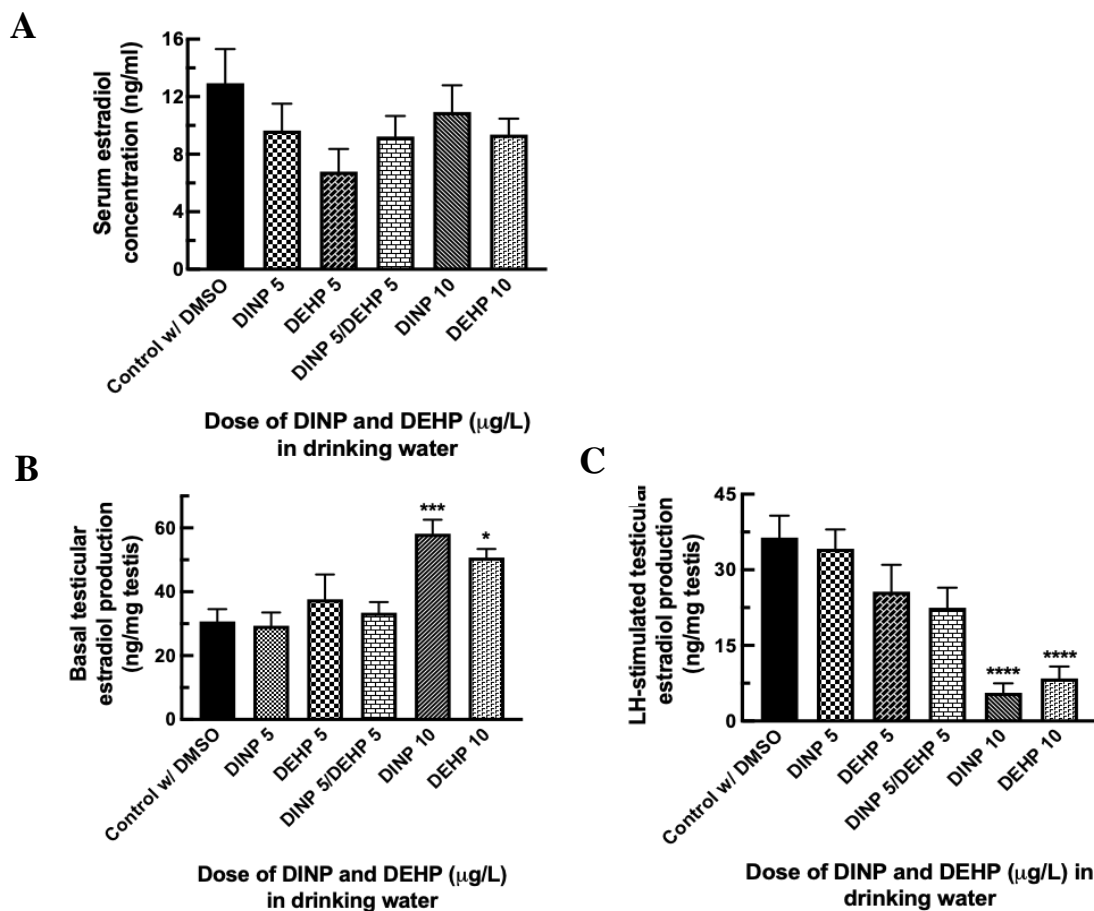 A
Serum estradiol
concentration (ng/ml)
16
12
8
4
0
Control w/ DMSO
DINP 5
DEHP 5
DINP 5/DEHP 5
DINP 10
DEHP 10
Dose of DINP and DEHP (μg/L)
in drinking water
B
Basal testicular
estradiol production
(ng/mg testis)
60
40
20
0
***
*
Control w/ DMSO
DINP 5
DEHP 5
DINP 5/DEHP 5
DINP 10
DEHP 10
Dose of DINP and DEHP (μg/L)
in drinking water
C
LH-stimulated testicular
estradiol production
(ng/mg testis)
45
30
15
0
****
****
Control w/ DMSO
DINP 5
DEHP 5
DINP 5/DEHP 5
DINP 10
DEHP 10
Dose of DINP and DEHP (μg/L) in
drinking water